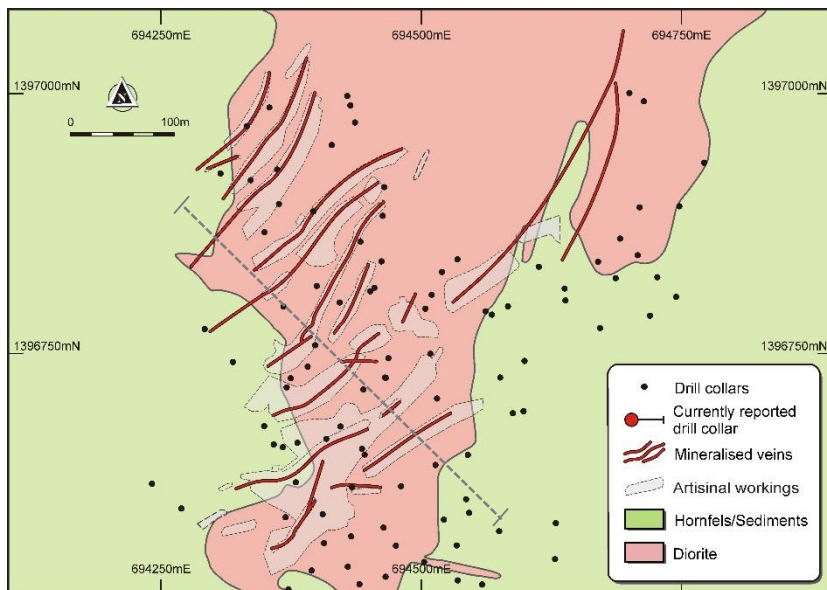 694250mE
694500mE
694750mE
1397000mN
1397000mN
N
0
100m
1396750mN
1396750mN
Drill collars
Currently reported
drill collar
Mineralised veins
Artisinal workings
Hornfels/Sediments
Diorite
694250mE
694500mE